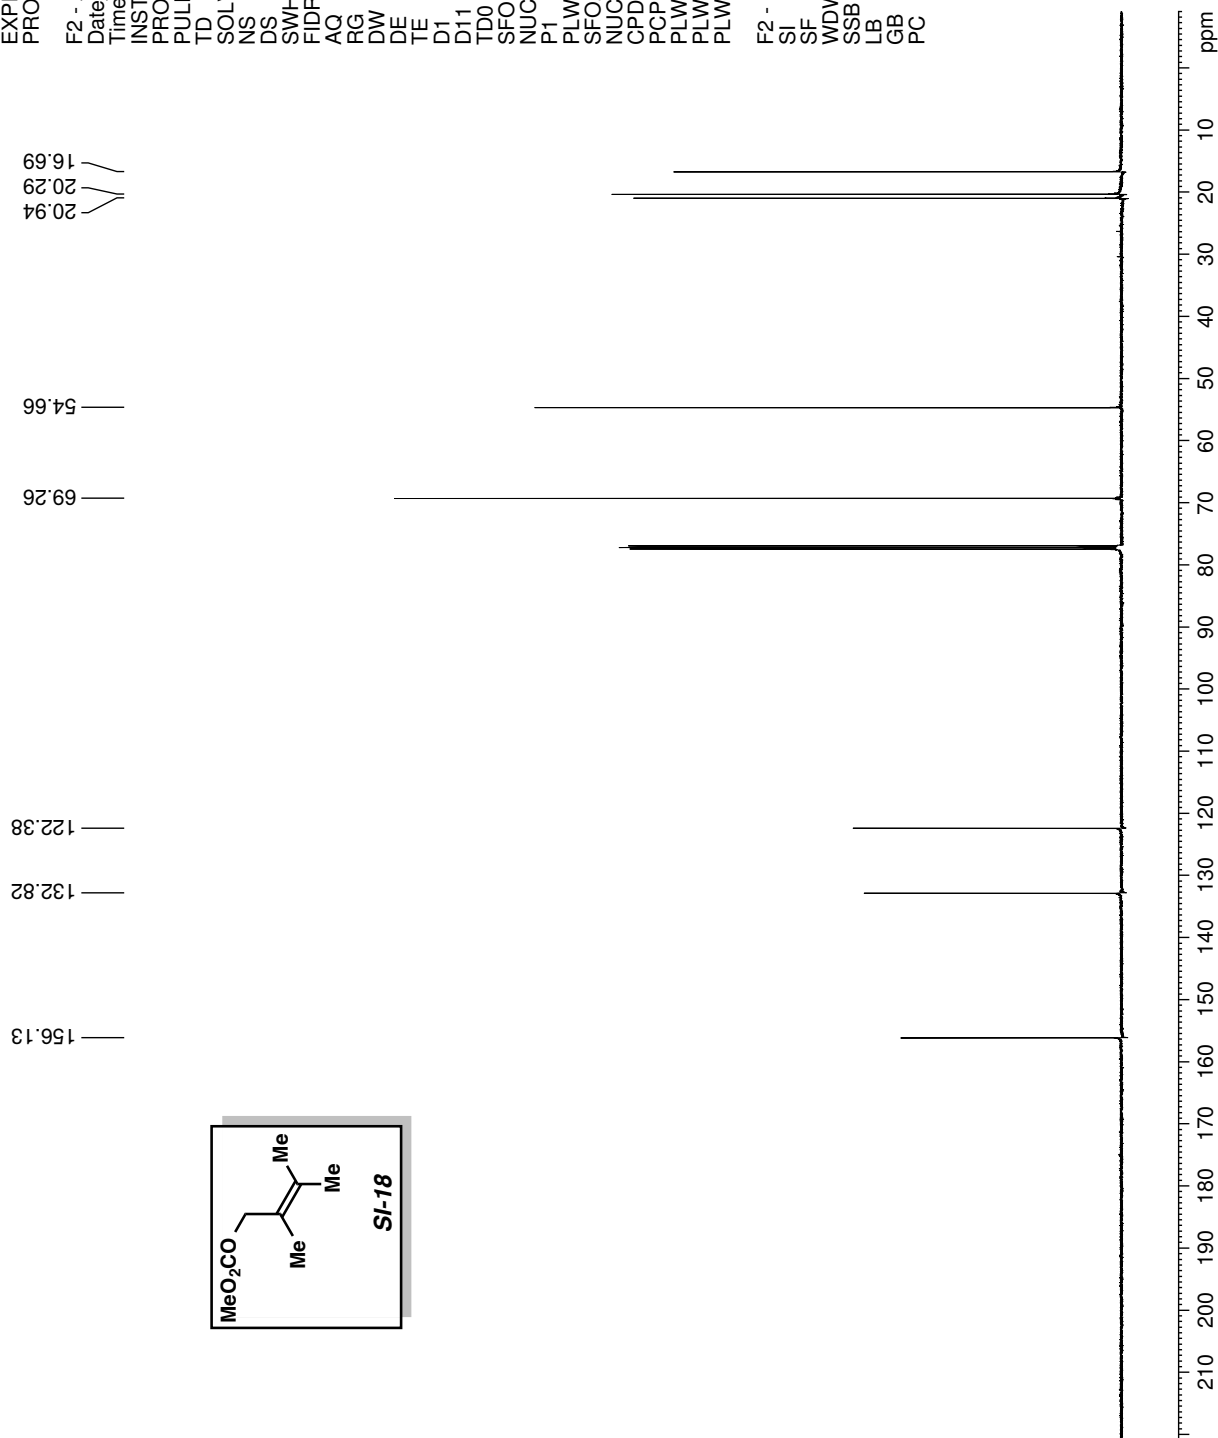 EXP
PRO
F2 -
Date
Time
INST
PRO
PUL
TD
SOL
NS
DS
SWH
FIDR
AQ
RG
DW
DE
TE
D1
D11
TD0
SFO
NUC
P1
PLW
SFO
NUC
CPD
PCP
PLW
PLW
PLW
F2 -
SI
SF
WDW
SSB
LB
GB
PC
156.13
132.82
122.38
69.26
54.66
20.94
20.29
16.69
MeO2CO
Me
Me
Me
SI-18
210 200 190 180 170 160 150 140 130 120 110 100 90 80 70 60 50 40 30 20 10 ppm